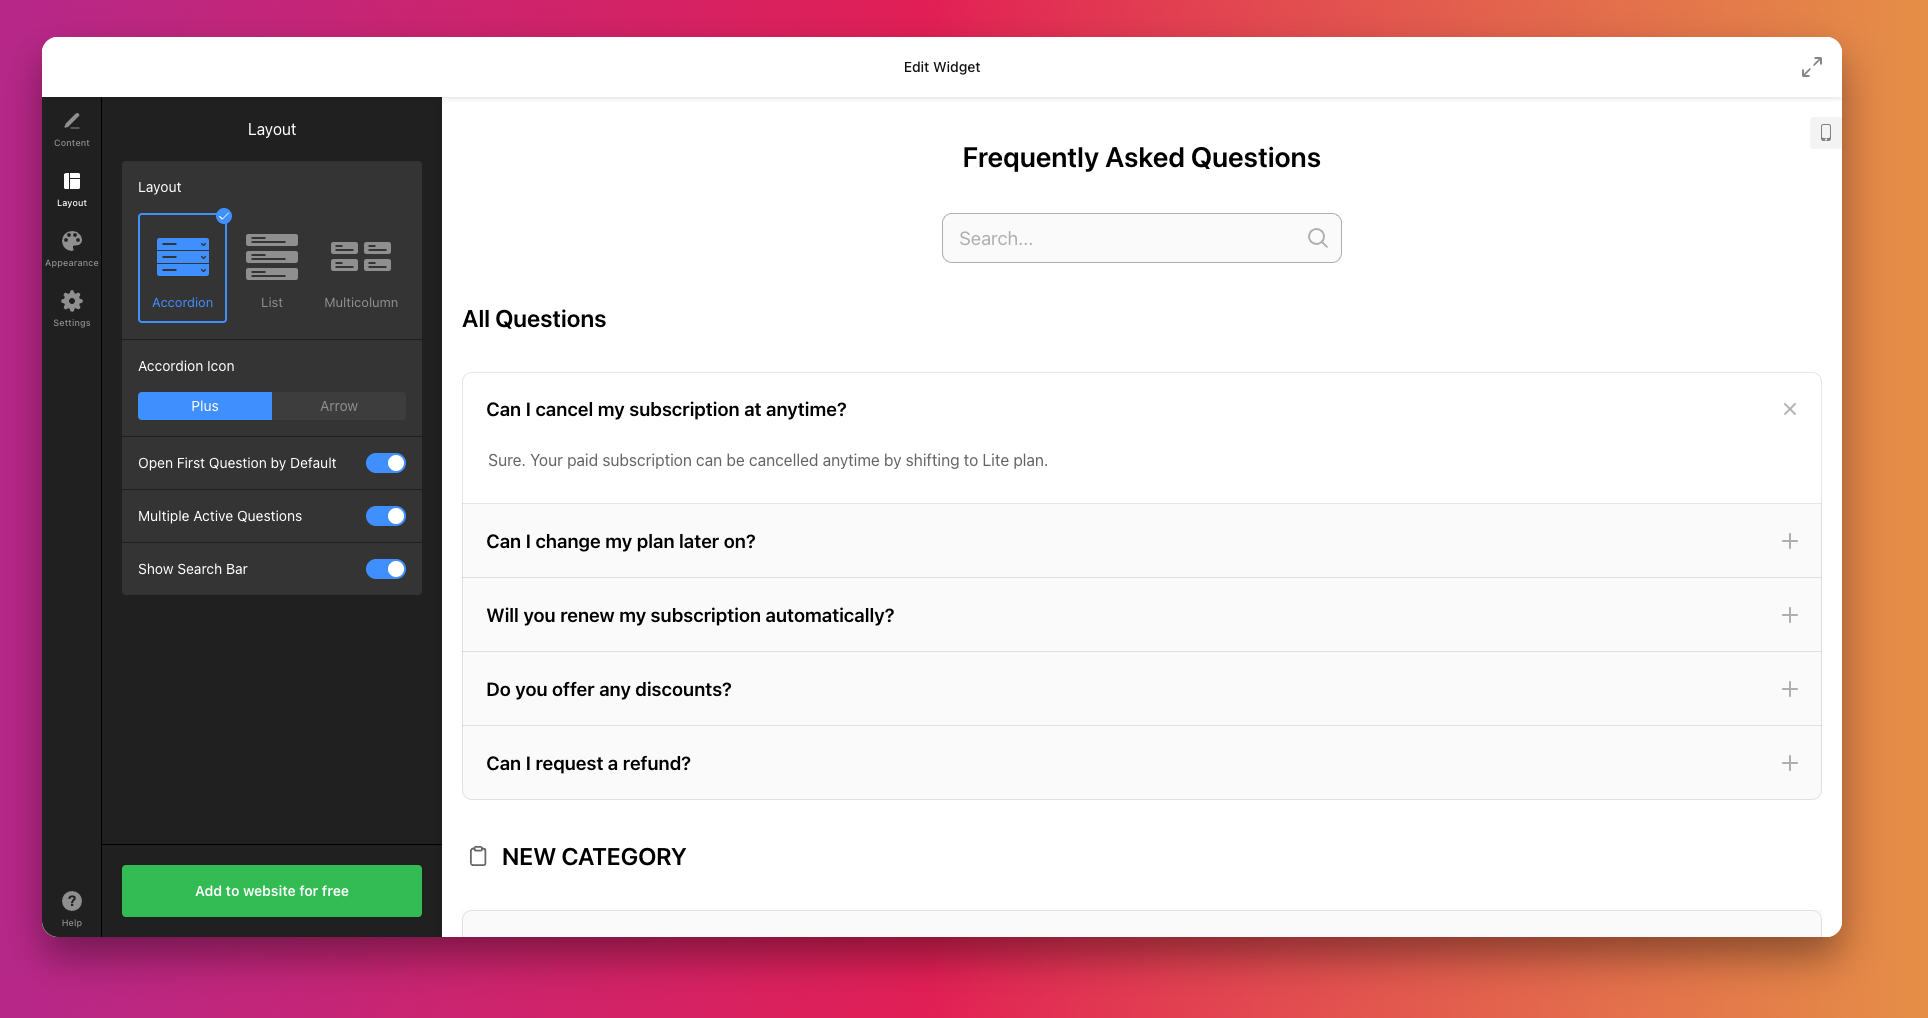 Edit Widget
Content
Layout
Appearance
Settings
Help
Layout
Layout
Accordion
List
Multicolumn
Accordion Icon
Plus
Arrow
Open First Question by Default
Multiple Active Questions
Show Search Bar
Add to website for free
Frequently Asked Questions
Search...
All Questions
Can I cancel my subscription at anytime?
Sure. Your paid subscription can be cancelled anytime by shifting to Lite plan.
Can I change my plan later on?
Will you renew my subscription automatically?
Do you offer any discounts?
Can I request a refund?
NEW CATEGORY